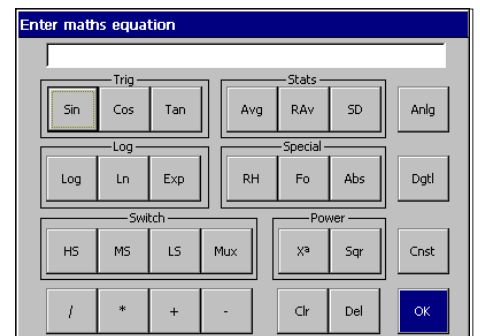 Enter maths equation
Trig Stats
Sin Cos Tan Avg RAv SD Anlg
Log Special
Log Ln Exp RH Fo Abs Dgtl
Switch Power
HS MS LS Mux Xª Sqr Cnst
/ * + - Clr Del OK